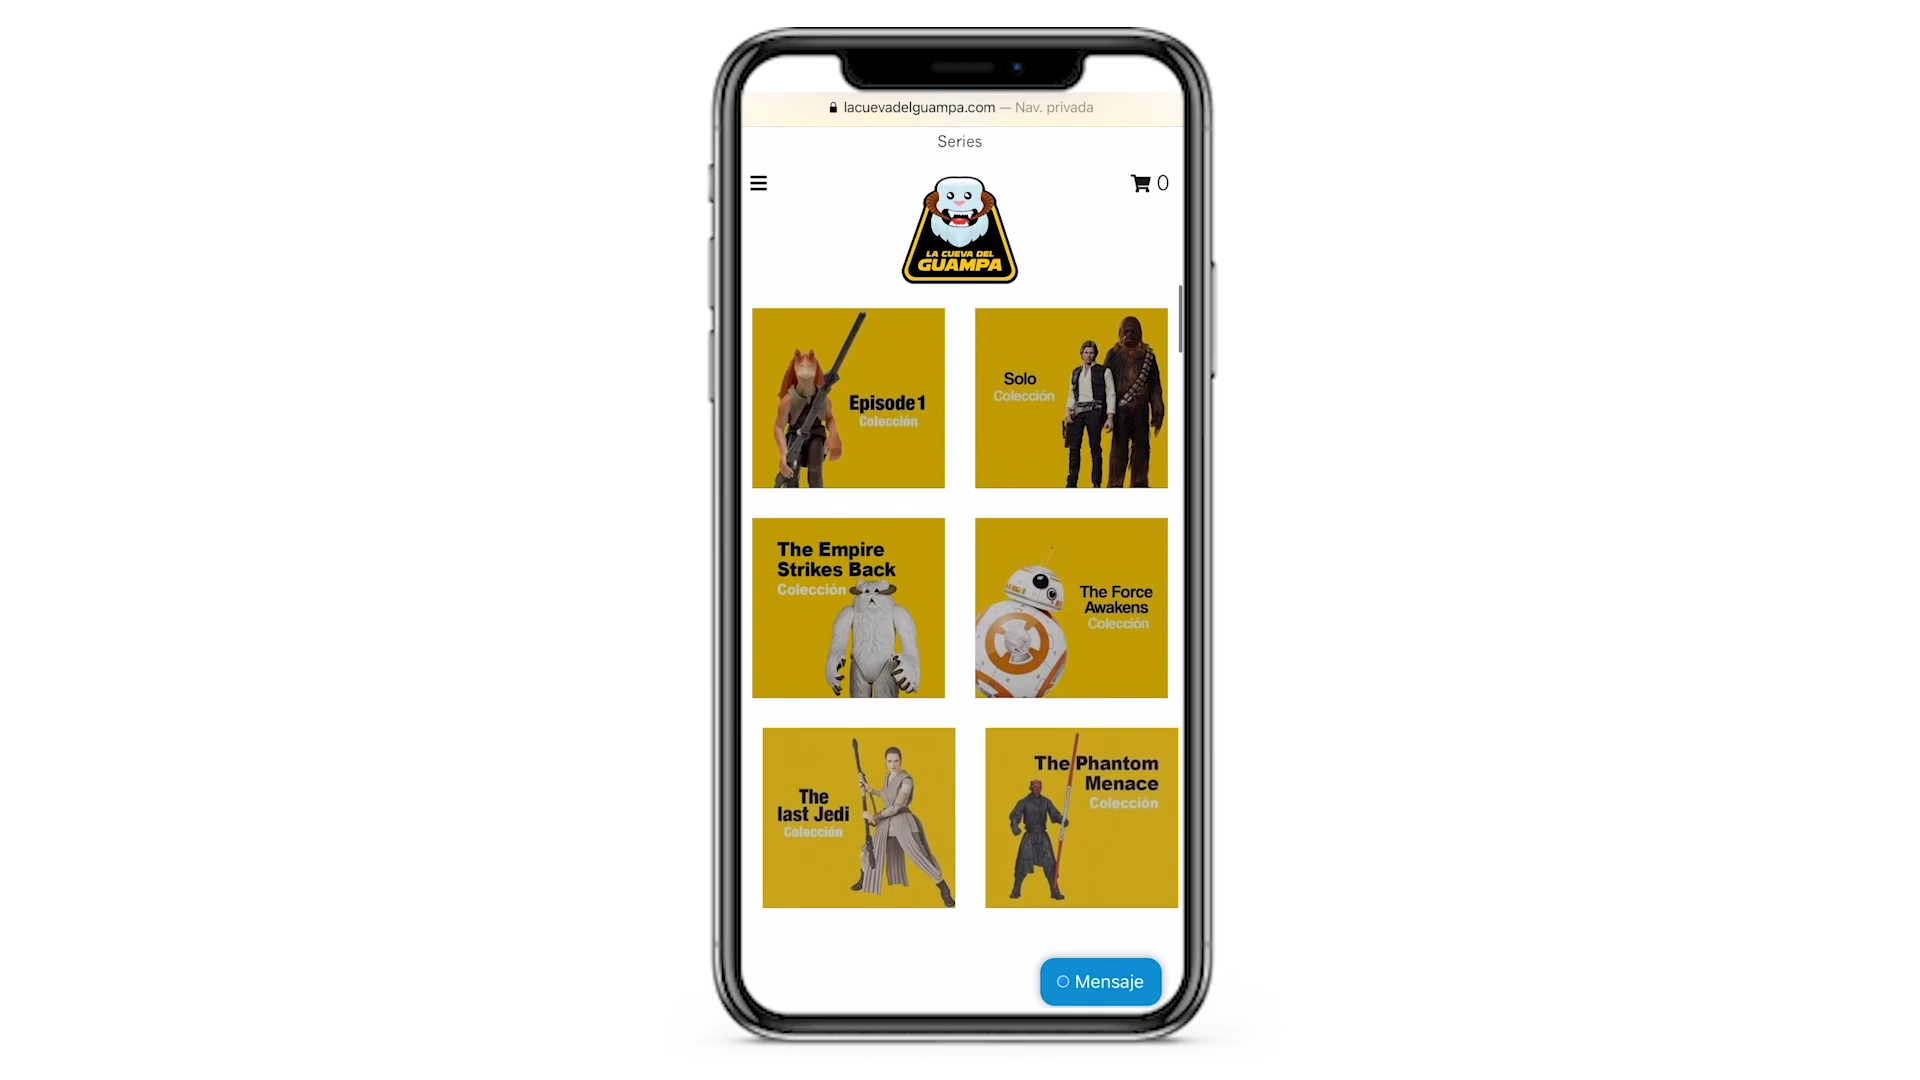 lacuevadelguampa.com — Nav. privada
Series
0
LA CUEVA DEL
GUAMPA
Episode 1
Colección
Solo
Colección
The Empire
Strikes Back
Colección
The Force
Awakens
Colección
The
last Jedi
Colección
The Phantom
Menace
Colección
Mensaje